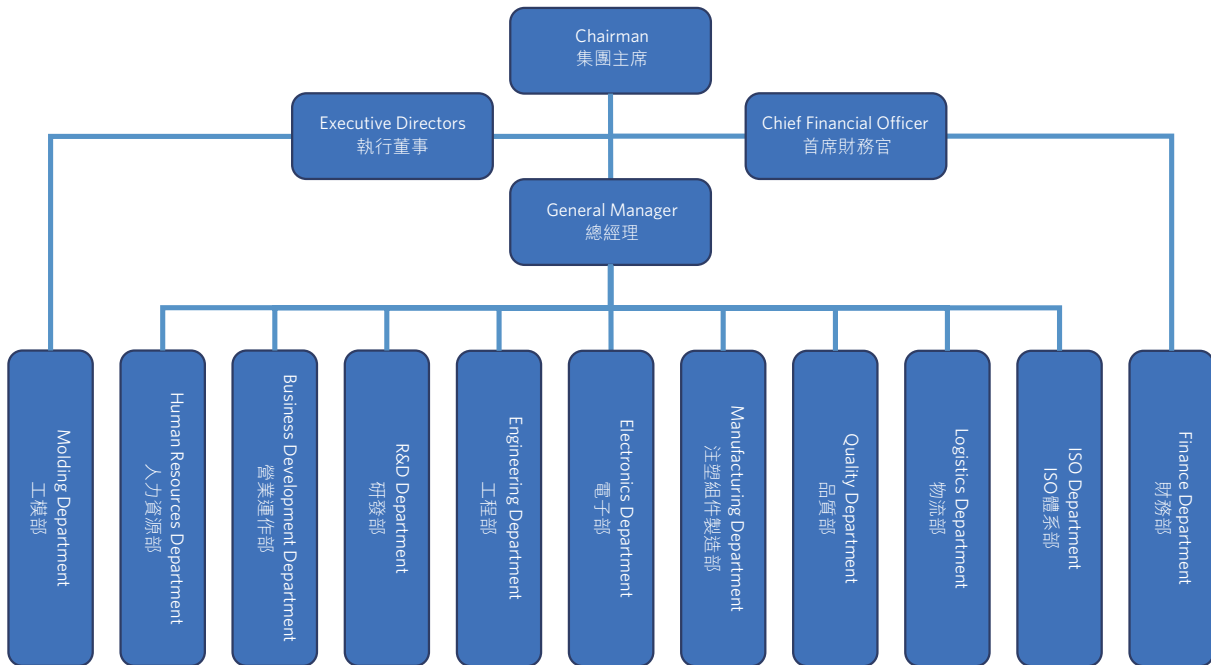 Chairman
集團主席
Executive Directors
執行董事
Chief Financial Officer
首席財務官
General Manager
總經理
Molding Department
工模部
Human Resources Department
人力資源部
Business Development Department
營業運作部
R&D Department
研發部
Engineering Department
工程部
Electronics Department
電子部
Manufacturing Department
注塑組件製造部
Quality Department
品質部
Logistics Department
物流部
ISO Department
ISO體系部
Finance Department
財務部